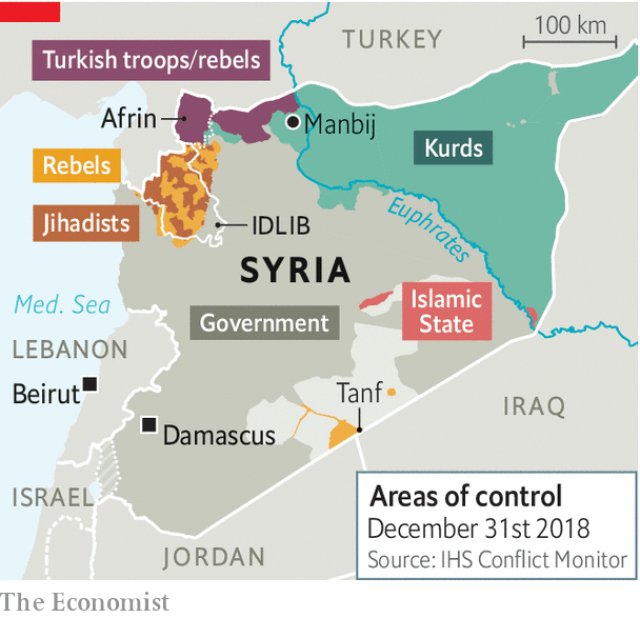 100 km
TURKEY
Turkish troops/rebels
Afrin
Manbij
Kurds
Rebels
Jihadists
IDLIB
Euphrates
SYRIA
Med. Sea
Government
Islamic
State
LEBANON
Beirut
Tanf
IRAQ
Damascus
ISRAEL
JORDAN
Areas of control
December 31st 2018
Source: IHS Conflict Monitor
The Economist